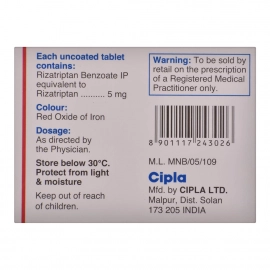 Each uncoated tablet
contains:
Rizatriptan Benzoate IP
equivalent to
Rizatriptan .......... 5 mg
Colour:
Red Oxide of Iron
Dosage:
As directed by
the Physician.
Store below 30°C.
Protect from light
& moisture
Keep out of reach
of children.
Warning: To be sold by
retail on the prescription
of a Registered Medical
Practitioner only.
8 901117 243026
M.L. MNB/05/109
Cipla
Mfd. by CIPLA LTD.
Malpur, Dist. Solan
173 205 INDIA